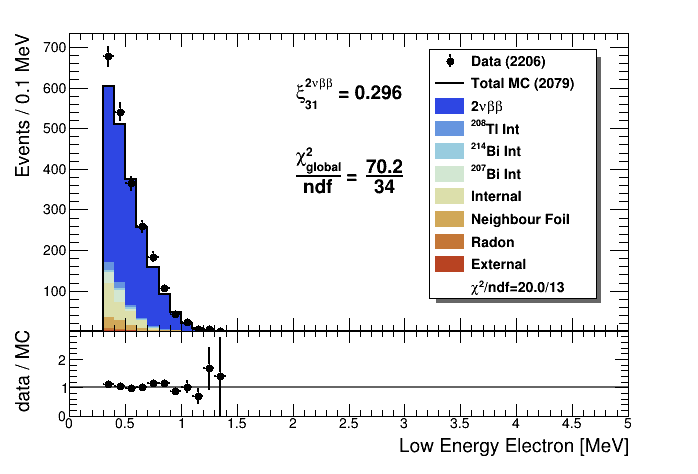 Events / 0.1 MeV
700
600
500
400
300
200
100
ξ₃₁^2νββ = 0.296
χ²_global / ndf = 70.2 / 34
Data (2206)
Total MC (2079)
2νββ
²⁰⁸Tl Int
²¹⁴Bi Int
²⁰⁷Bi Int
Internal
Neighbour Foil
Radon
External
χ²/ndf=20.0/13
data / MC
2
1
0
0 0.5 1 1.5 2 2.5 3 3.5 4 4.5 5
Low Energy Electron [MeV]